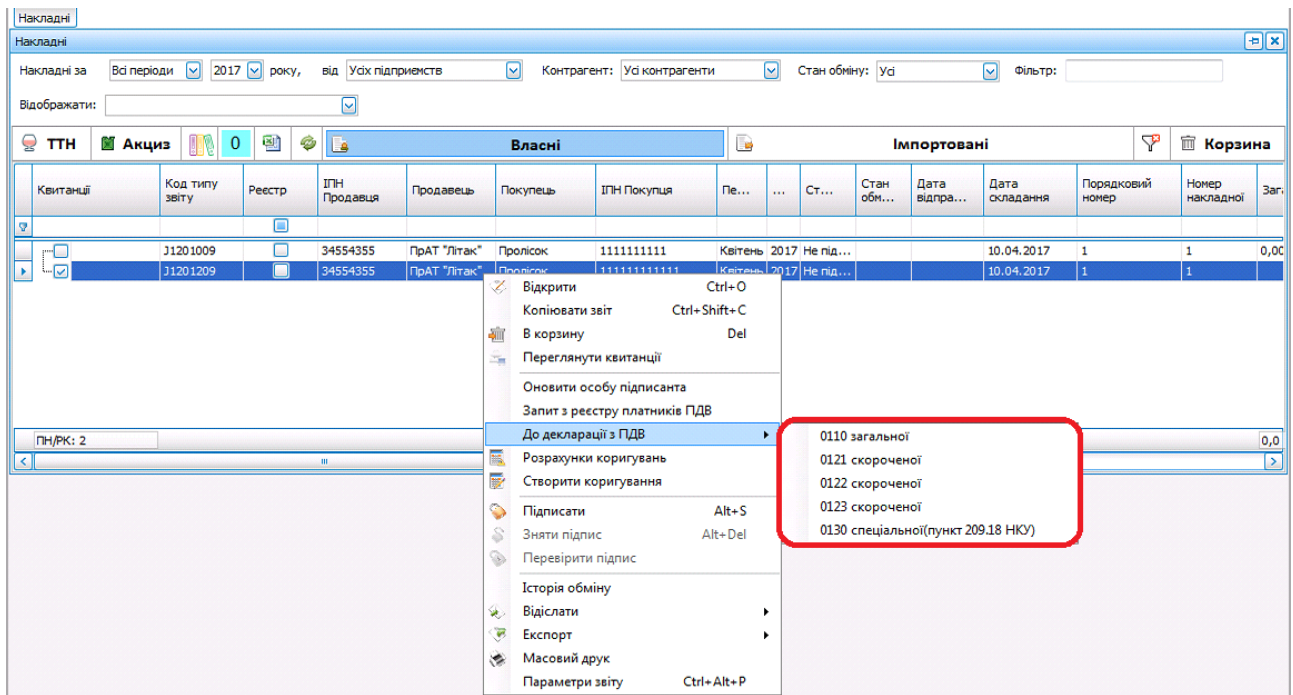 Накладні
Накладні
Накладні за Всі періоди 2017 року, від Усіх підприємств Контрагент: Усі контрагенти Стан обміну: Усі Фільтр:
Відображати:
ТТН Акциз 0 Власні Імпортовані Корзина
Квитанції Код типу звіту Реєстр ІПН Продавця Продавець Покупець ІПН Покупця Пе... ... Ст... Стан обм... Дата відпра... Дата складання Порядковий номер Номер накладної Заг.
J1201009 34554355 ПрАТ "Літак" Пролісок 1111111111 Квітень 2017 Не під... 10.04.2017 1 1 0,00
J1201209 34554355 ПрАТ "Літак" Пролісок 111111111111 Квітень 2017 Не під... 10.04.2017 1 1
Відкрити Ctrl+O
Копіювати звіт Ctrl+Shift+C
В корзину Del
Переглянути квитанції
Оновити особу підписанта
Запит з реєстру платників ПДВ
До декларації з ПДВ
0110 загальної
0121 скороченої
0122 скороченої
0123 скороченої
0130 спеціальної(пункт 209.18 НКУ)
ПН/РК: 2 0,0
Розрахунки коригувань
Створити коригування
Підписати Alt+S
Зняти підпис Alt+Del
Перевірити підпис
Історія обміну
Відіслати
Експорт
Масовий друк
Параметри звіту Ctrl+Alt+P